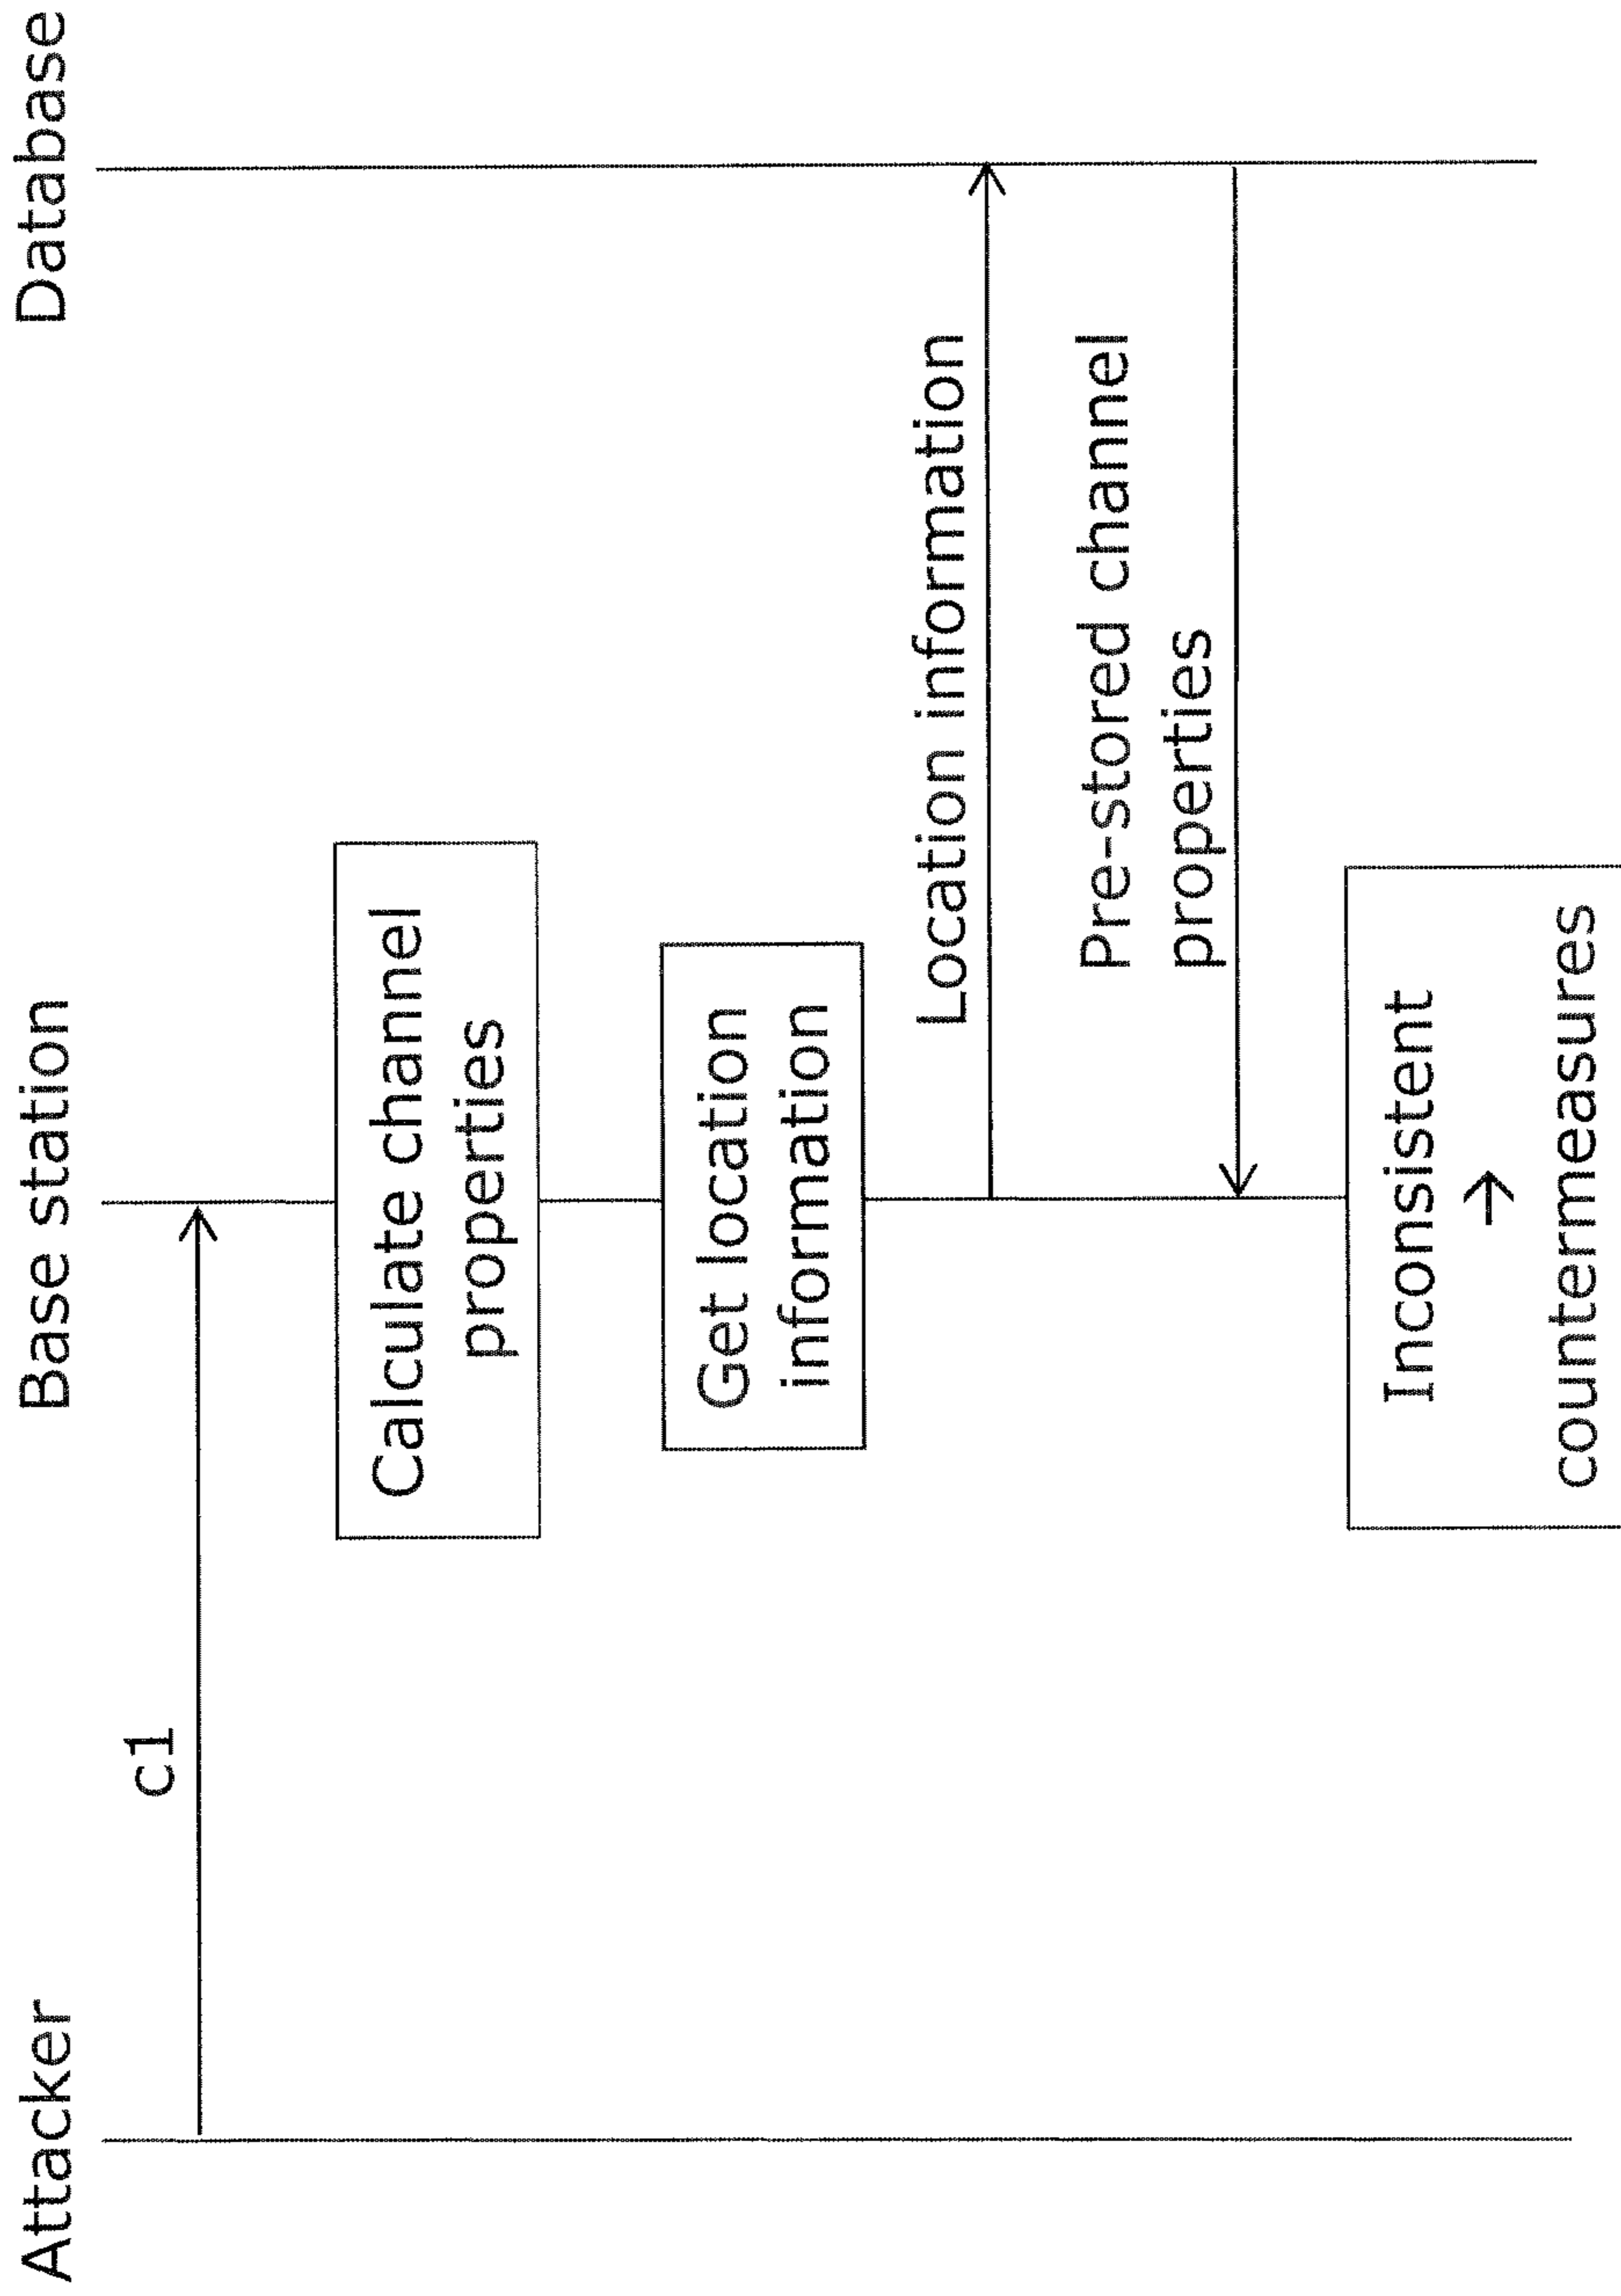 Attacker
Base station
Database
c1
Calculate channel
properties
Get location
information
Location information
Pre-stored channel
properties
Inconsistent
→
countermeasures